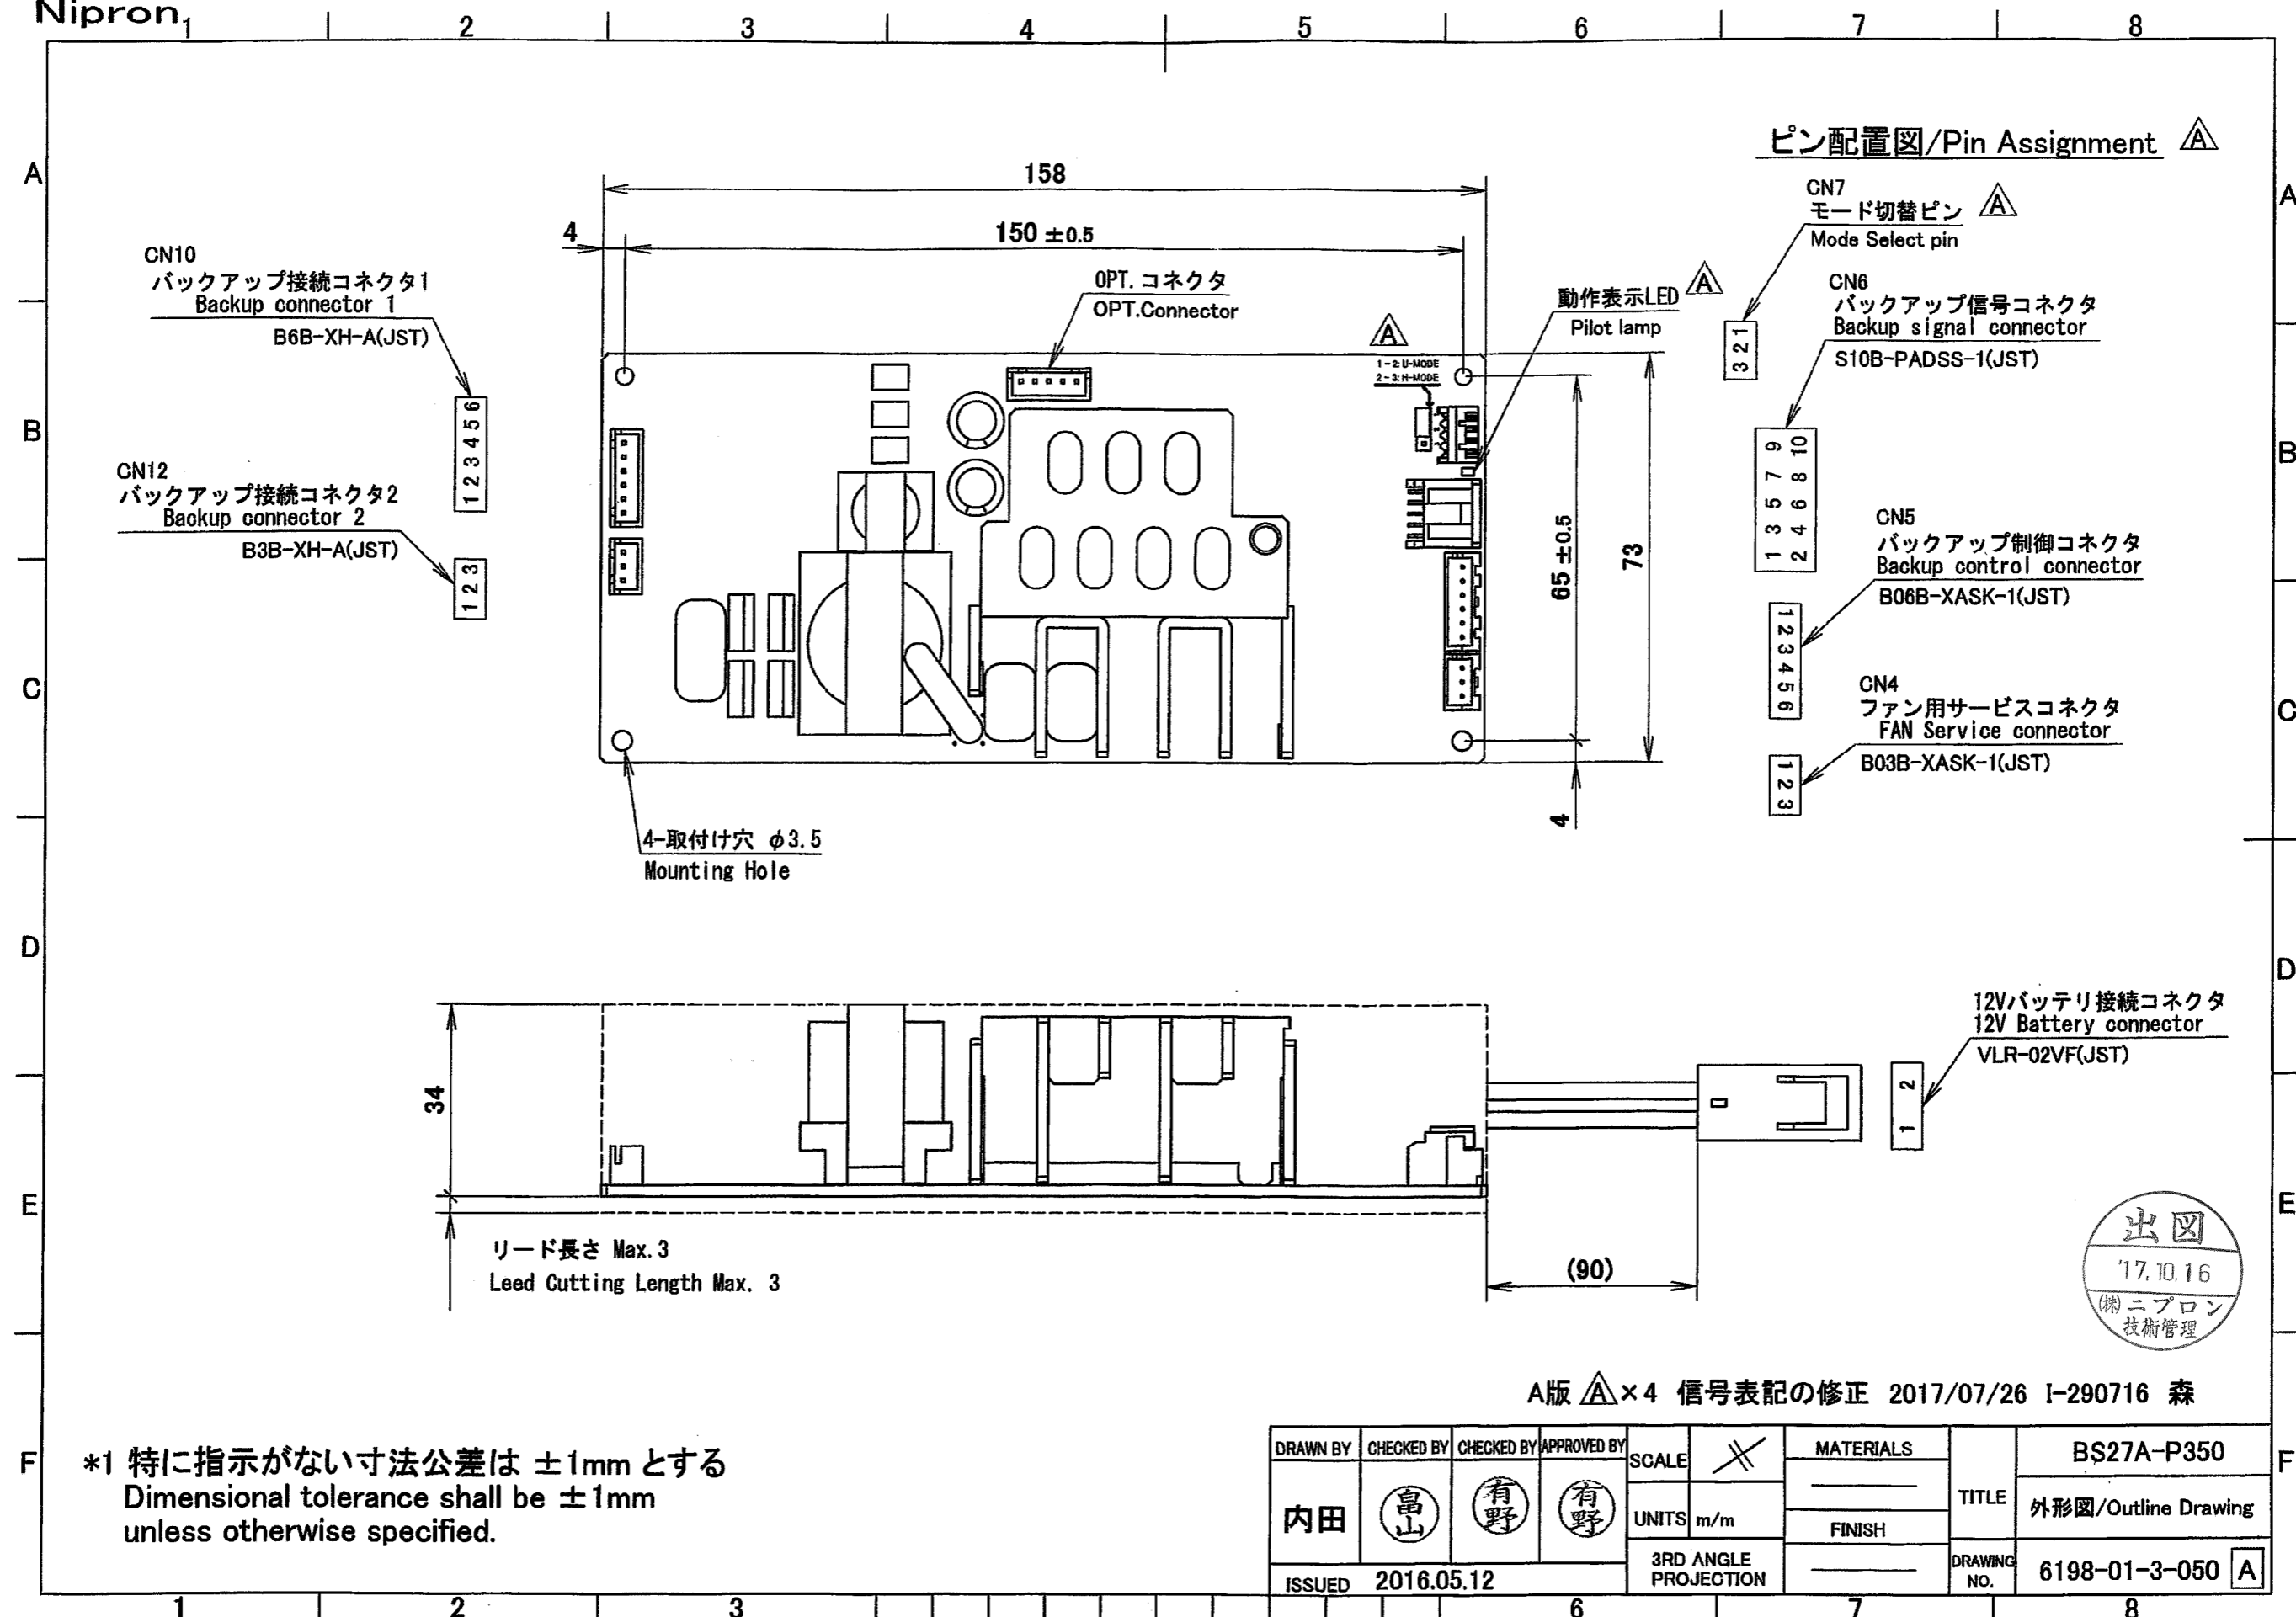 Nipron
1 2 3 4 5 6 7 8
A
B
C
D
E
F
A
B
C
D
E
F
ピン配置図/Pin Assignment A
158
4
150 ±0.5
CN10
バックアップ接続コネクタ1
Backup connector 1
B6B-XH-A(JST)
1 2 3 4 5 6
CN12
バックアップ接続コネクタ2
Backup connector 2
B3B-XH-A(JST)
1 2 3
OPT. コネクタ
OPT.Connector
A
1-2:U-MODE
2-3:H-MODE
動作表示LED A
Pilot lamp
CN7
モード切替ピン A
Mode Select pin
3 2 1
CN6
バックアップ信号コネクタ
Backup signal connector
S10B-PADSS-1(JST)
1 3 5 7 9
2 4 6 8 10
CN5
バックアップ制御コネクタ
Backup control connector
B06B-XASK-1(JST)
1 2 3 4 5 6
CN4
ファン用サービスコネクタ
FAN Service connector
B03B-XASK-1(JST)
1 2 3
65 ±0.5
73
4
4-取付け穴 φ3.5
Mounting Hole
34
リード長さ Max.3
Leed Cutting Length Max. 3
(90)
12Vバッテリ接続コネクタ
12V Battery connector
VLR-02VF(JST)
1 2
出図
'17.10.16
(株)ニプロン
技術管理
A版 A×4 信号表記の修正 2017/07/26 I-290716 森
*1 特に指示がない寸法公差は ±1mm とする
Dimensional tolerance shall be ±1mm
unless otherwise specified.
DRAWN BY
内田
CHECKED BY
畠山
CHECKED BY
有野
APPROVED BY
有野
ISSUED 2016.05.12
SCALE
UNITS m/m
3RD ANGLE
PROJECTION
MATERIALS
FINISH
TITLE
BS27A-P350
外形図/Outline Drawing
DRAWING
NO.
6198-01-3-050 A
1 2 3 6 7 8